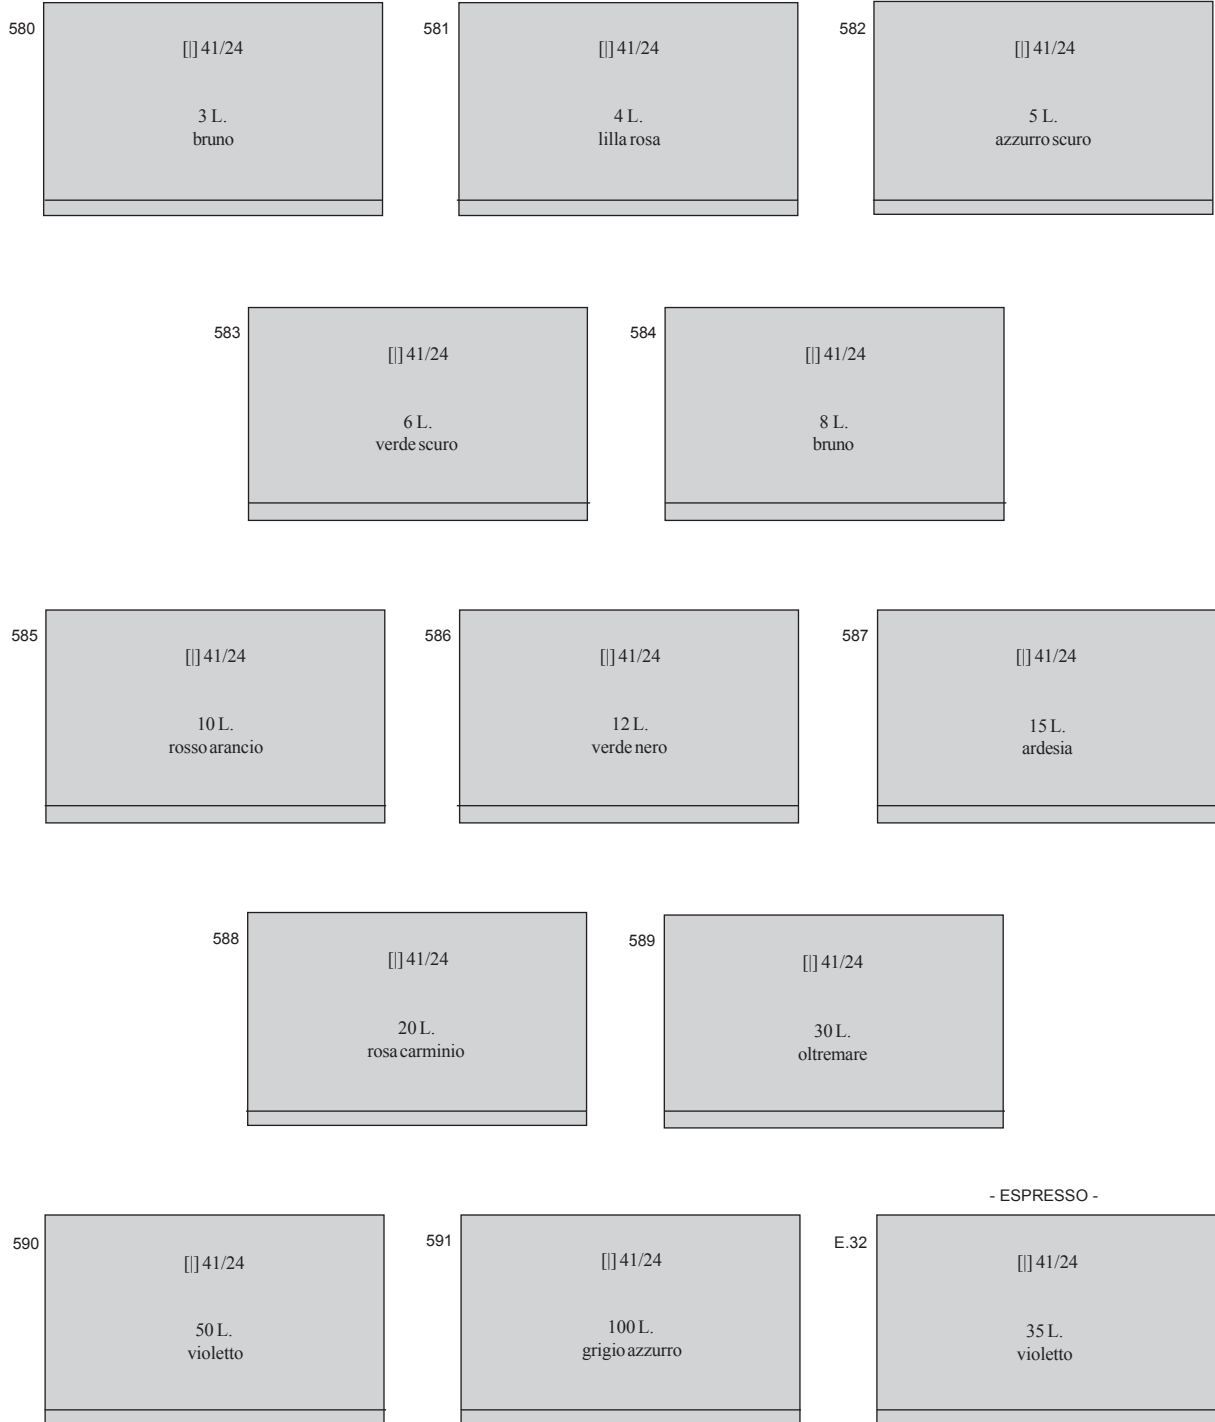 580
[|] 41/24
3 L.
bruno
581
[|] 41/24
4 L.
lilla rosa
582
[|] 41/24
5 L.
azzurro scuro
583
[|] 41/24
6 L.
verde scuro
584
[|] 41/24
8 L.
bruno
585
[|] 41/24
10 L.
rosso arancio
586
[|] 41/24
12 L.
verde nero
587
[|] 41/24
15 L.
ardesia
588
[|] 41/24
20 L.
rosa carminio
589
[|] 41/24
30 L.
oltremare
590
[|] 41/24
50 L.
violetto
591
[|] 41/24
100 L.
grigio azzurro
- ESPRESSO -
E.32
[|] 41/24
35 L.
violetto